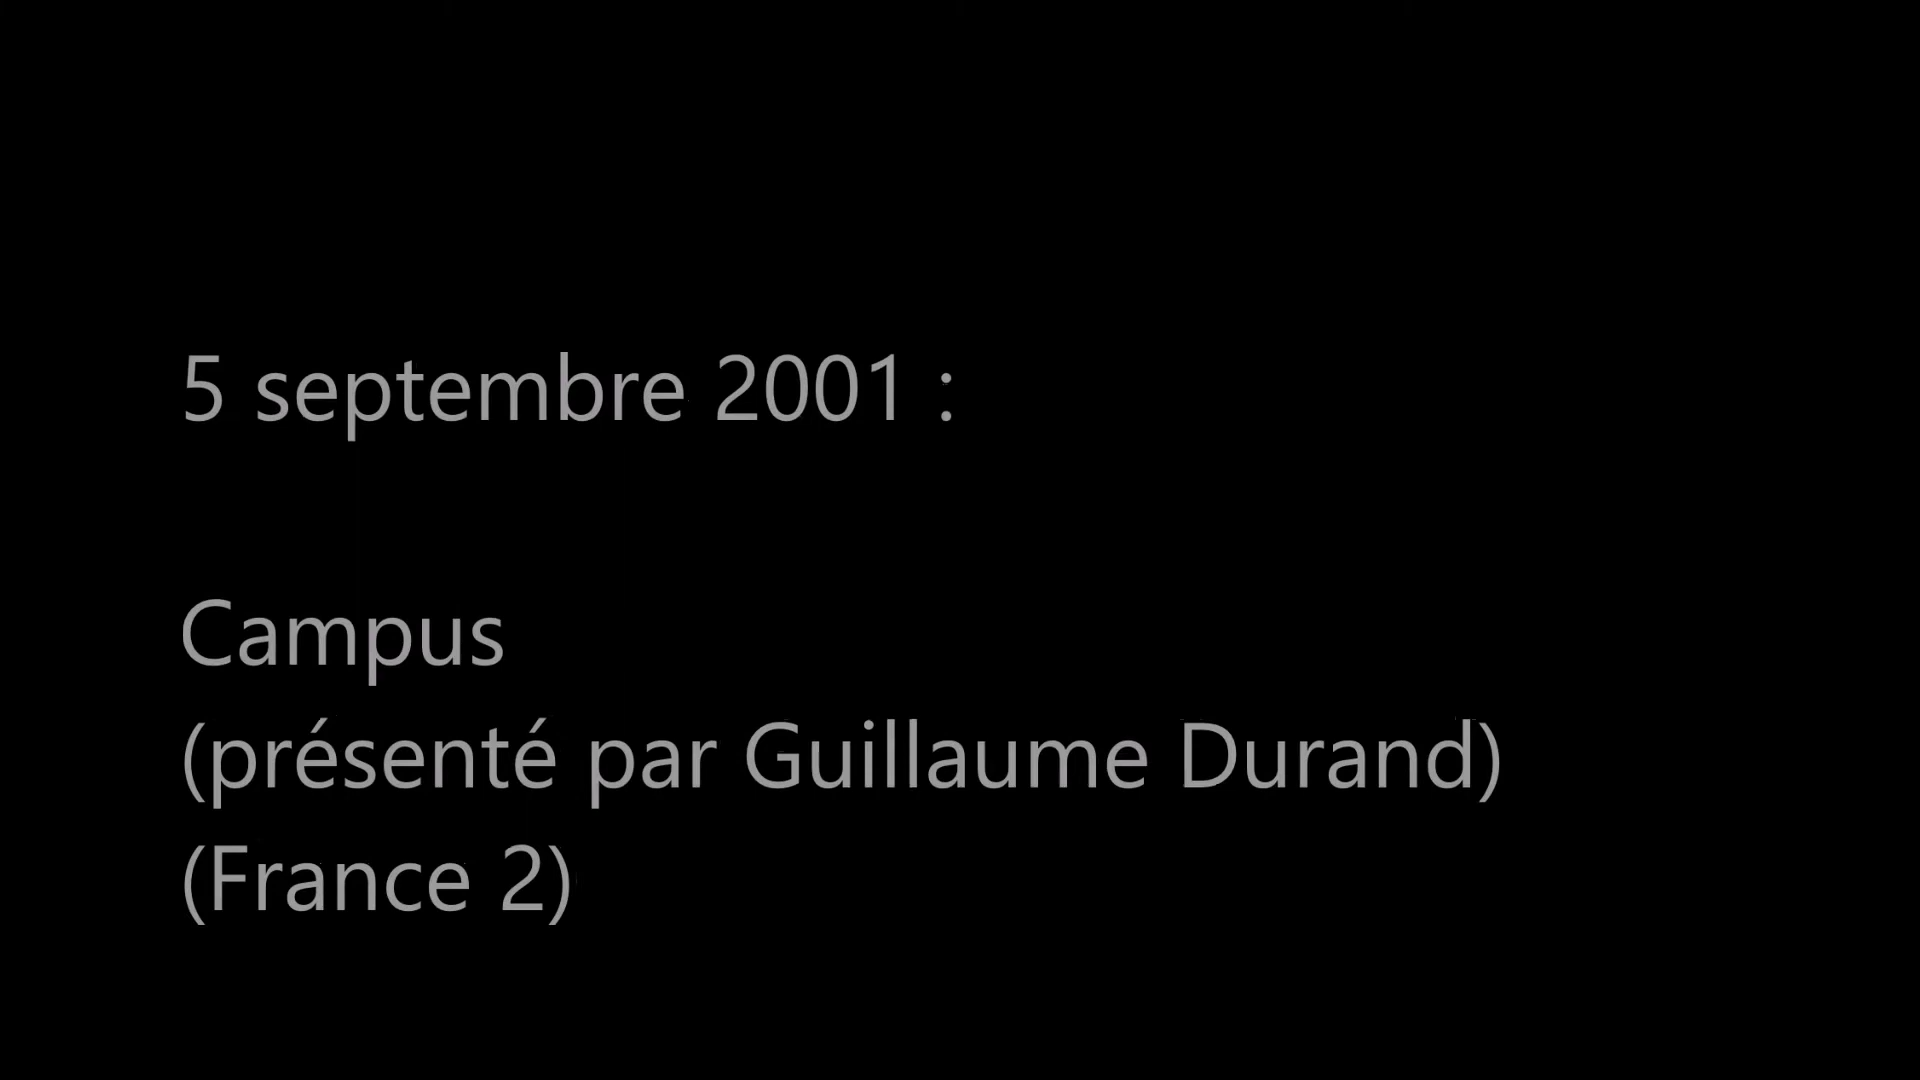 5 septembre 2001 :
Campus
(présenté par Guillaume Durand)
(France 2)